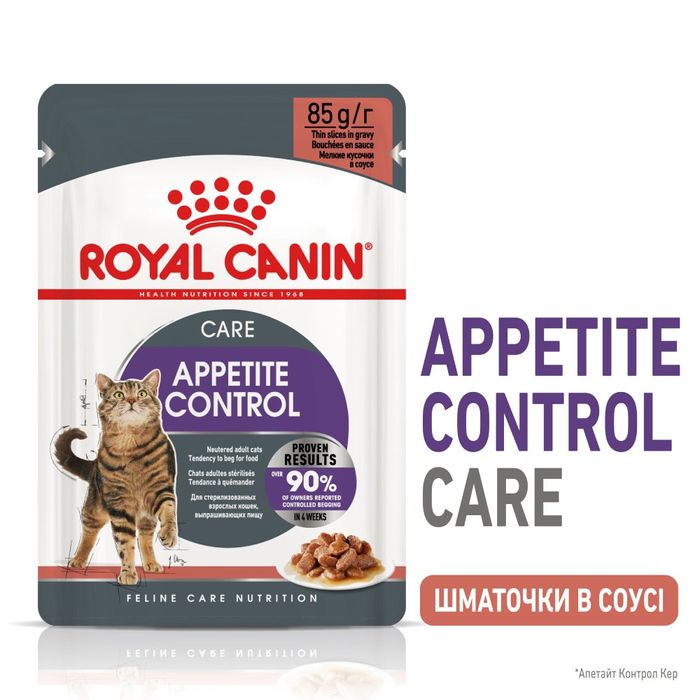 85 g/г
Thin slices in gravy
Bouchées en sauce
Мелкие кусочки
в соусе
ROYAL CANIN®
HEALTH NUTRITION SINCE 1968
CARE
APPETITE
CONTROL
Neutered adult cats
Tendency to beg for food
Chats adultes stérilisés
Tendance à quémander
Для стерилизованных
взрослых кошек,
выпрашивающих пищу
PROVEN
RESULTS
OVER 90%
OF OWNERS REPORTED
CONTROLLED BEGGING
IN 4 WEEKS
FELINE CARE NUTRITION
APPETITE
CONTROL
CARE
ШМАТОЧКИ В СОУСІ
*Апетайт Контрол Кер